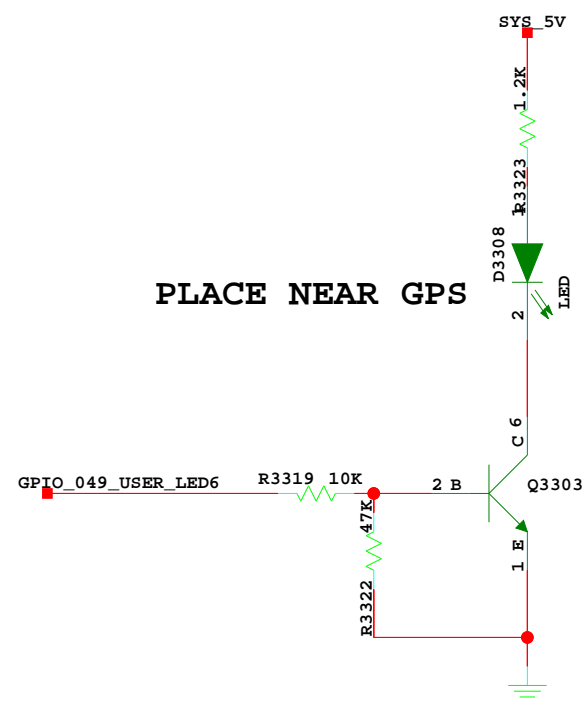 SYS_5V
1.2K
R3323
1
D3308
LED
PLACE NEAR GPS
2
6
C
GPIO_049_USER_LED6
R3319 10K
2 B
Q3303
47K
E
1
R3322